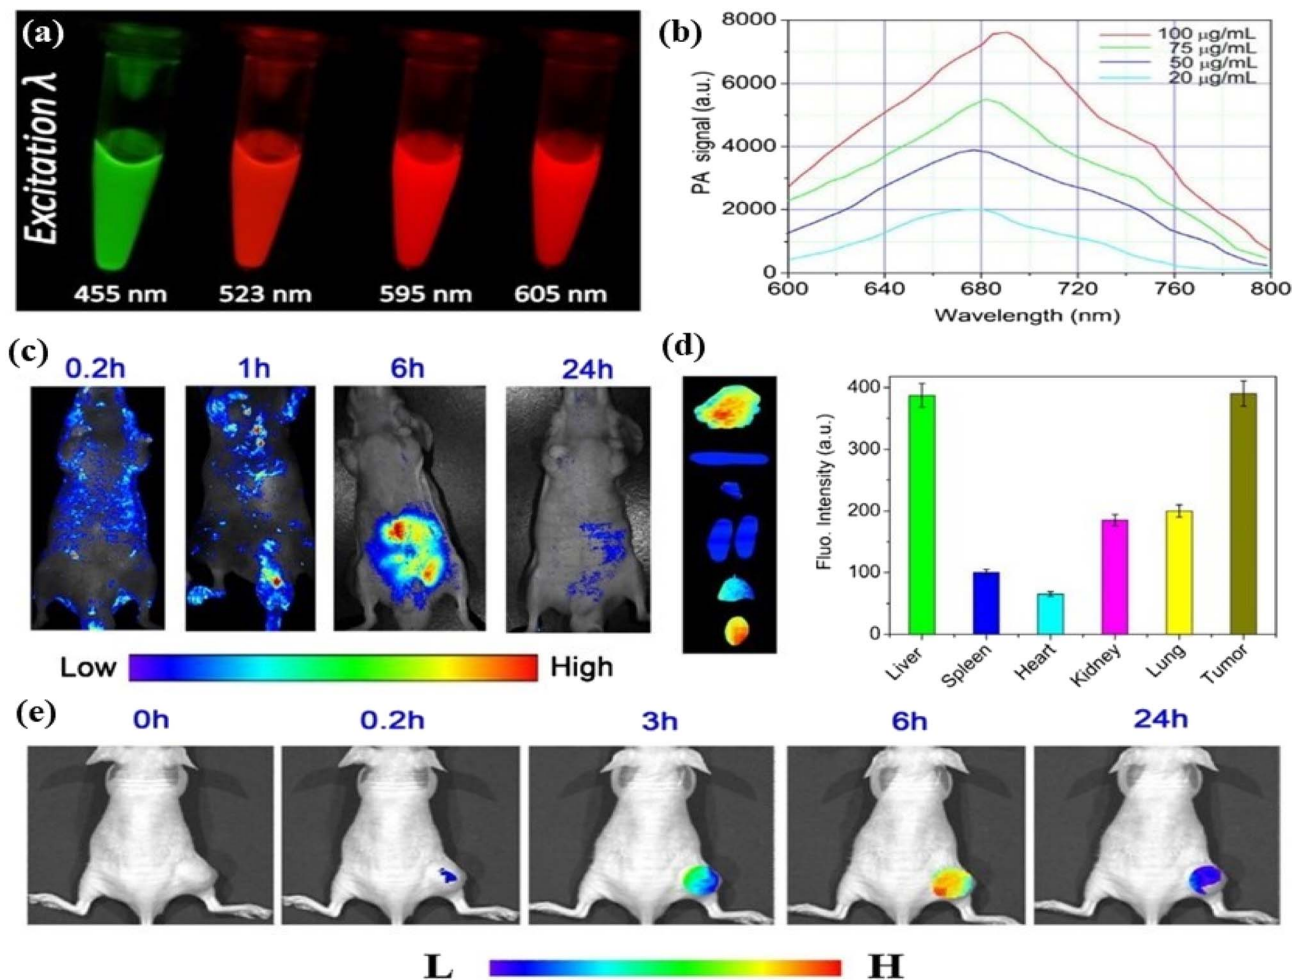 (a)
Excitation λ
455 nm 523 nm 595 nm 605 nm
(b)
8000
6000
4000
2000
0
PA signal (a.u.)
100 μg/mL
75 μg/mL
50 μg/mL
20 μg/mL
600 640 680 720 760 800
Wavelength (nm)
(c)
0.2h 1h 6h 24h
Low High
(d)
400
300
200
100
0
Fluo. Intensity (a.u.)
Liver Spleen Heart Kidney Lung Tumor
(e)
0h 0.2h 3h 6h 24h
L H